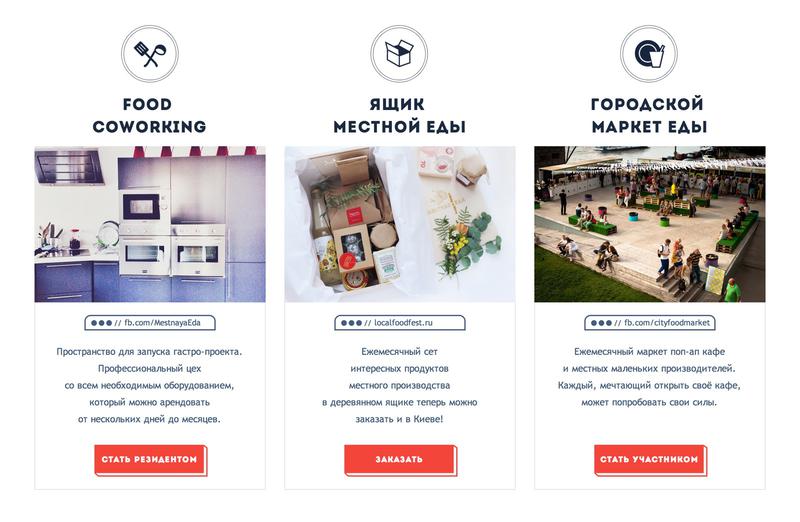 FOOD
COWORKING
fb.com/MestnayaEda
Пространство для запуска гастро-проекта.
Профессиональный цех
со всем необходимым оборудованием,
который можно арендовать
от нескольких дней до месяцев.
СТАТЬ РЕЗИДЕНТОМ
ЯЩИК
МЕСТНОЙ ЕДЫ
// localfoodfest.ru
Ежемесячный сет
интересных продуктов
местного производства
в деревянном ящике теперь можно
заказать и в Киеве!
ЗАКАЗАТЬ
ГОРОДСКОЙ
МАРКЕТ ЕДЫ
// fb.com/cityfoodmarket
Ежемесячный маркет поп-ап кафе
и местных маленьких производителей.
Каждый, мечтающий открыть своё кафе,
может попробовать свои силы.
СТАТЬ УЧАСТНИКОМ